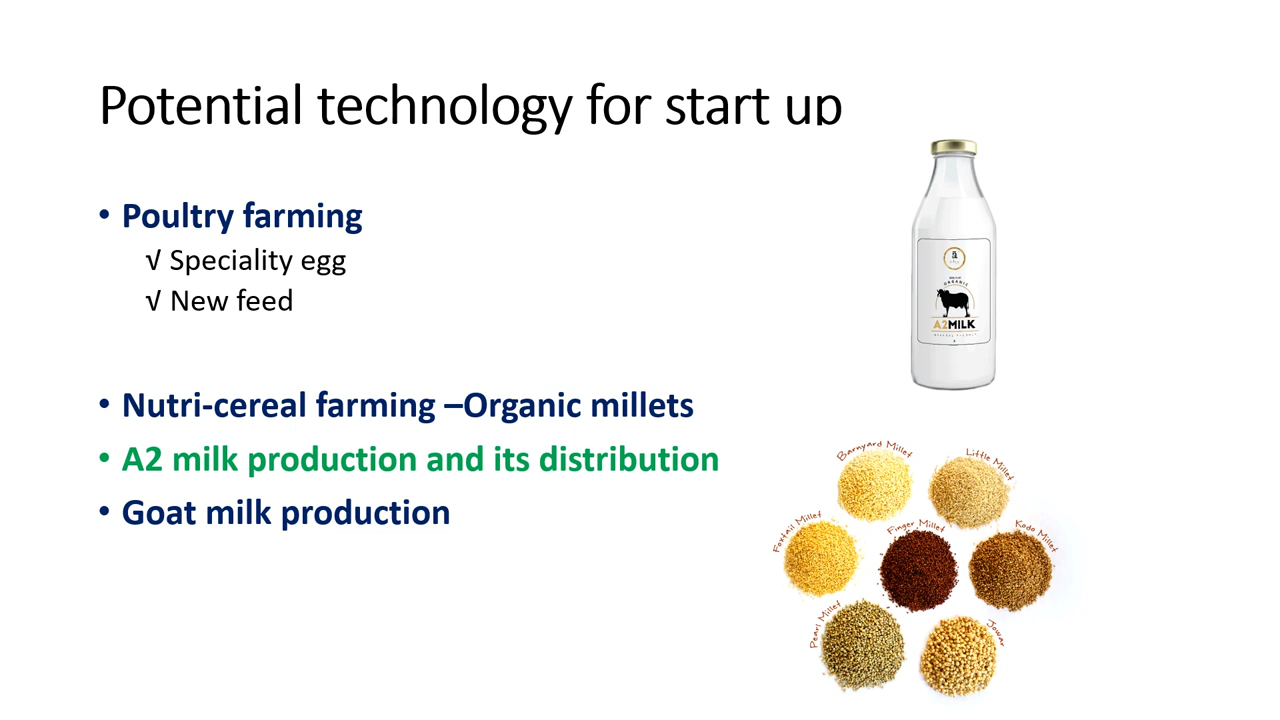 Potential technology for start up
• Poultry farming
√ Speciality egg
√ New feed
• Nutri-cereal farming –Organic millets
• A2 milk production and its distribution
• Goat milk production
ORGANIC
A2MILK
Barnyard Millet
Little Millet
Foxtail Millet
Finger Millet
Kodo Millet
Pearl Millet
Jowar